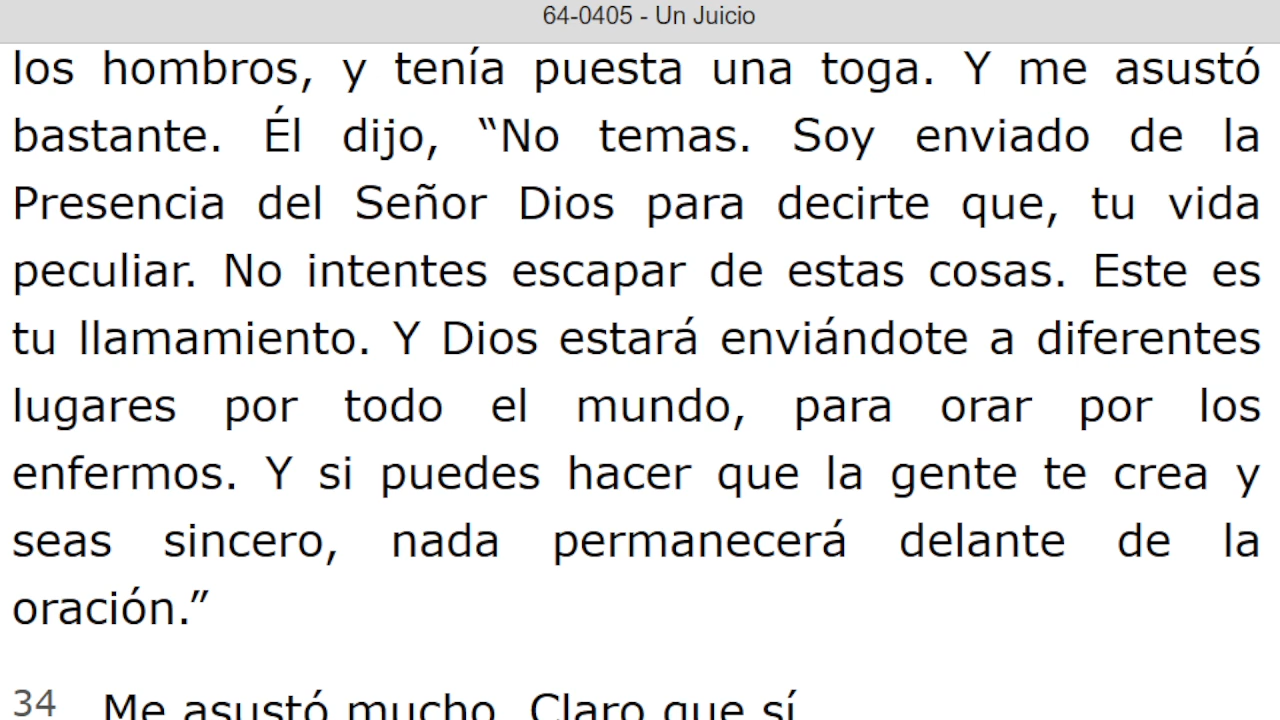 64-0405 - Un Juicio
los hombros, y tenía puesta una toga. Y me asustó
bastante. Él dijo, “No temas. Soy enviado de la
Presencia del Señor Dios para decirte que, tu vida
peculiar. No intentes escapar de estas cosas. Este es
tu llamamiento. Y Dios estará enviándote a diferentes
lugares por todo el mundo, para orar por los
enfermos. Y si puedes hacer que la gente te crea y
seas sincero, nada permanecerá delante de la
oración.”
34 Me asustó mucho. Claro que sí